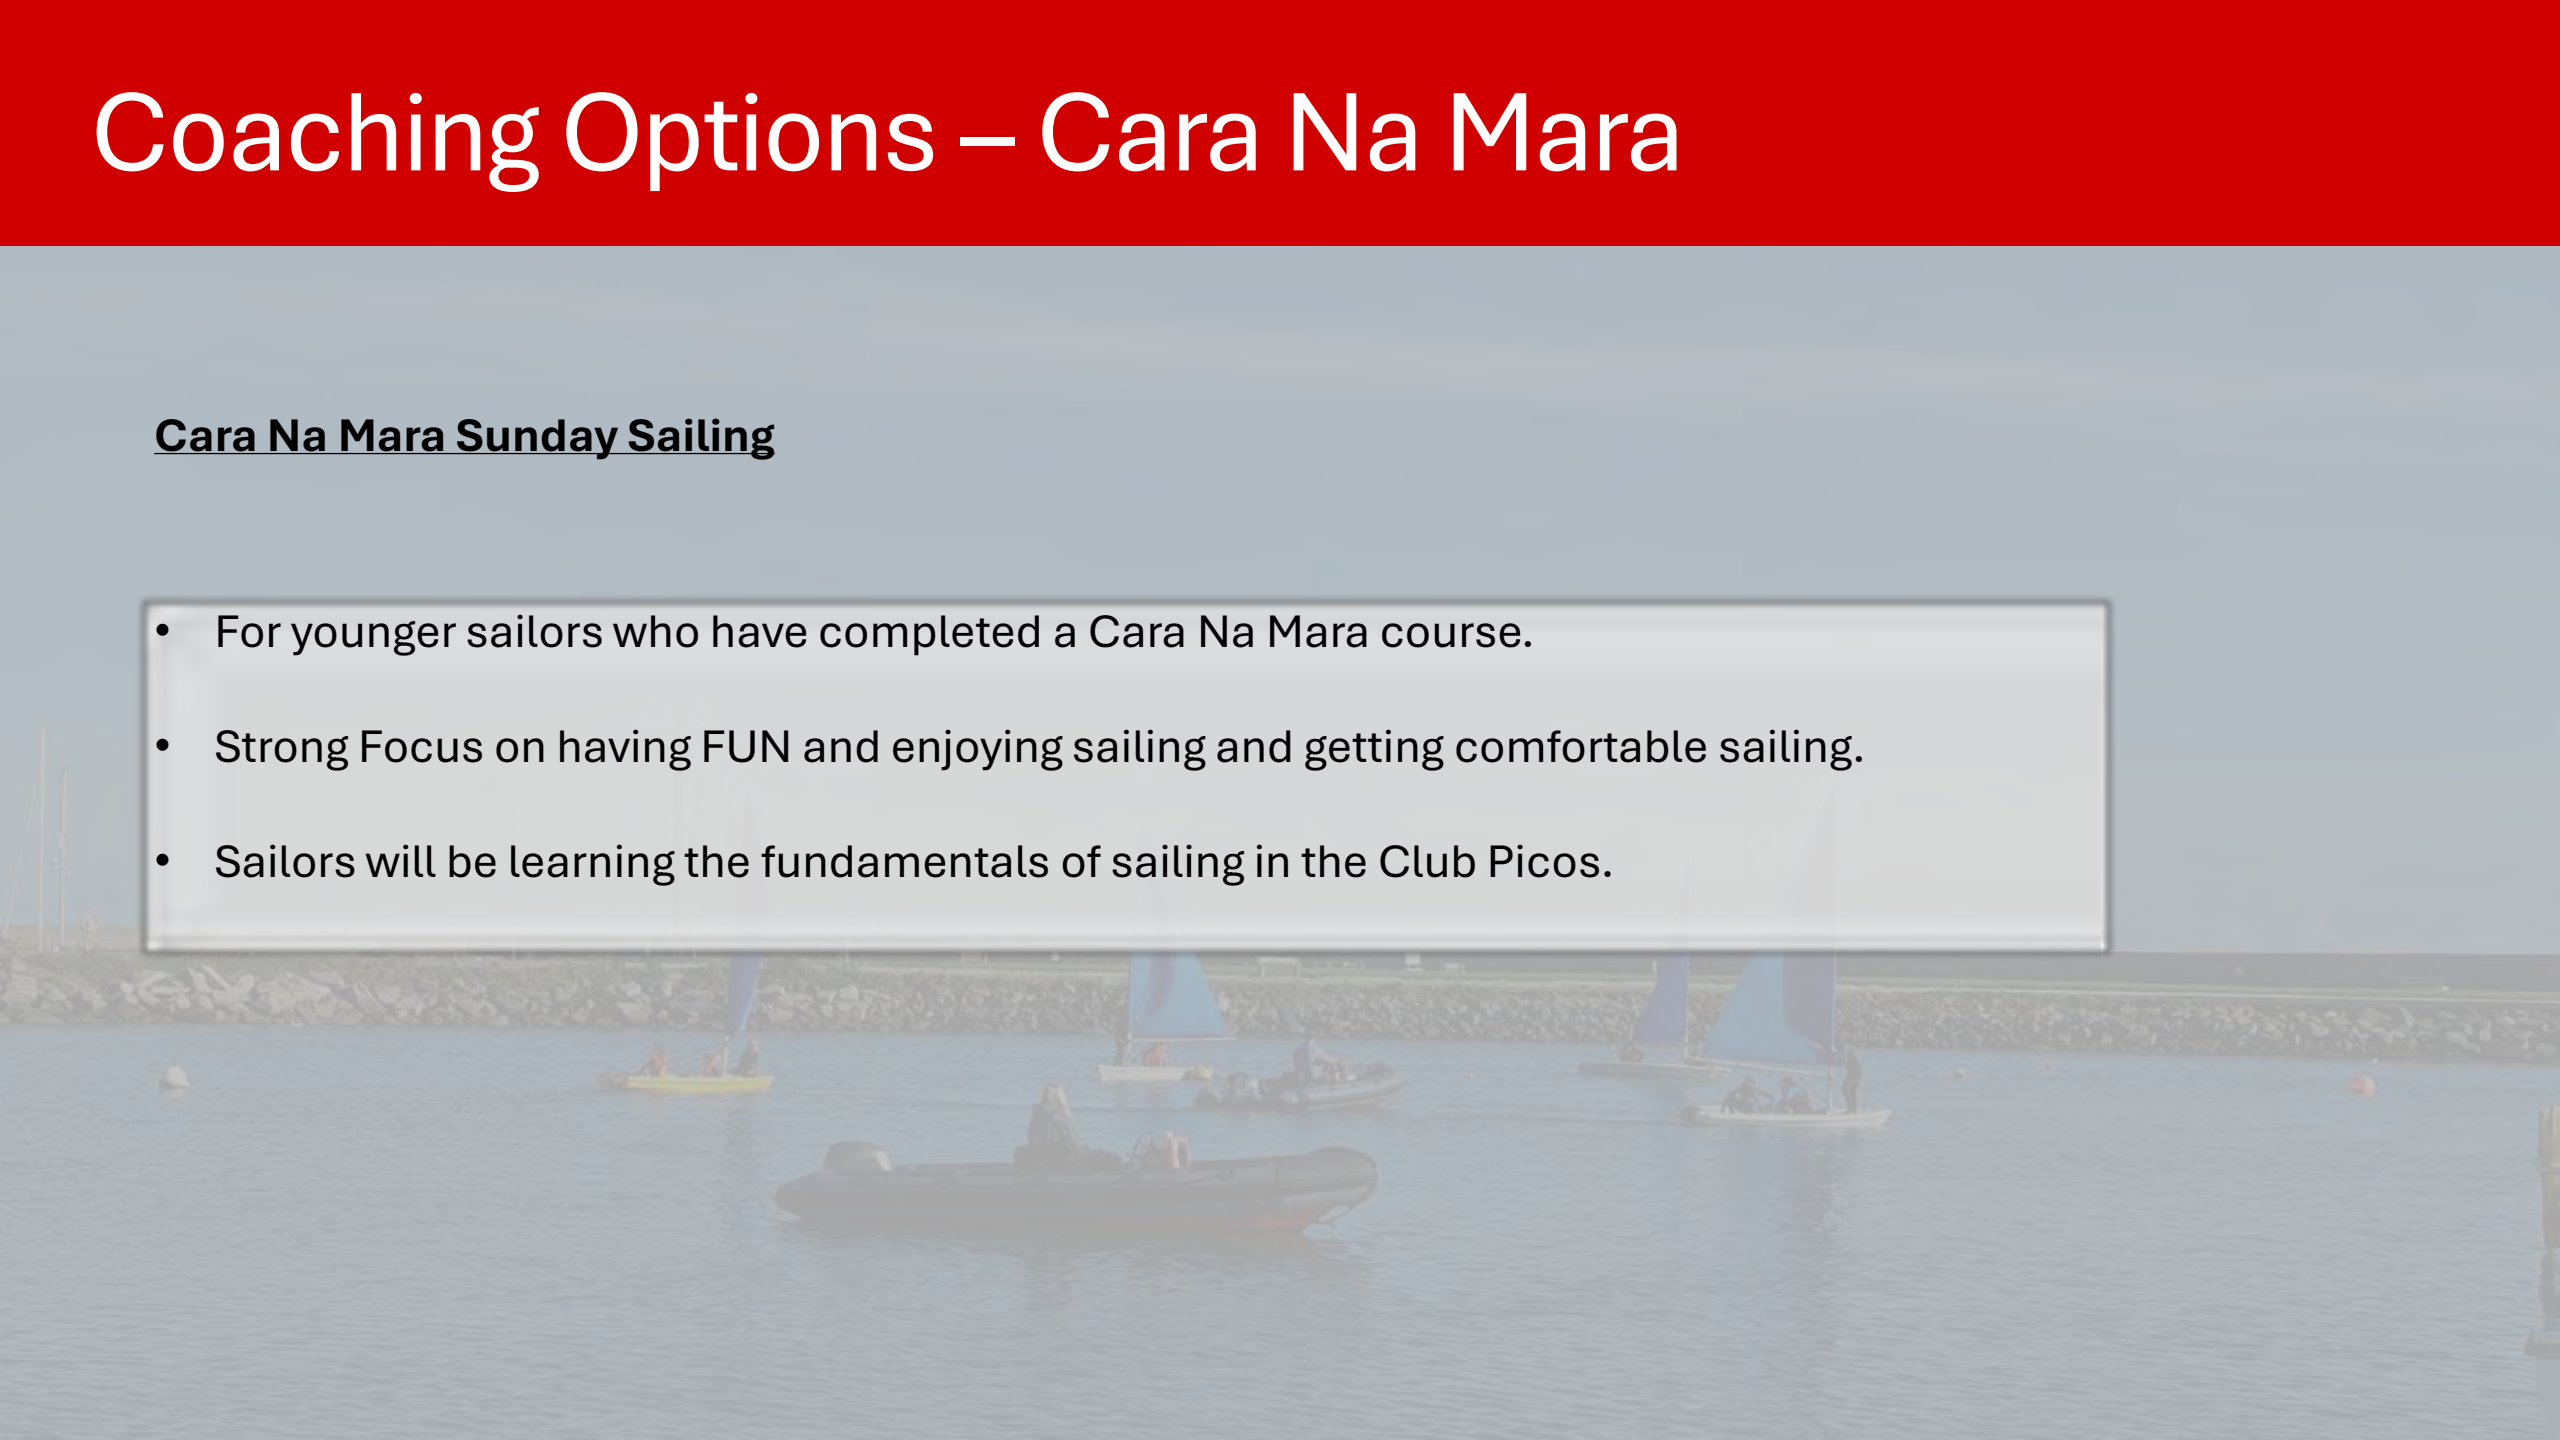 Coaching Options – Cara Na Mara
Cara Na Mara Sunday Sailing
• For younger sailors who have completed a Cara Na Mara course.
• Strong Focus on having FUN and enjoying sailing and getting comfortable sailing.
• Sailors will be learning the fundamentals of sailing in the Club Picos.